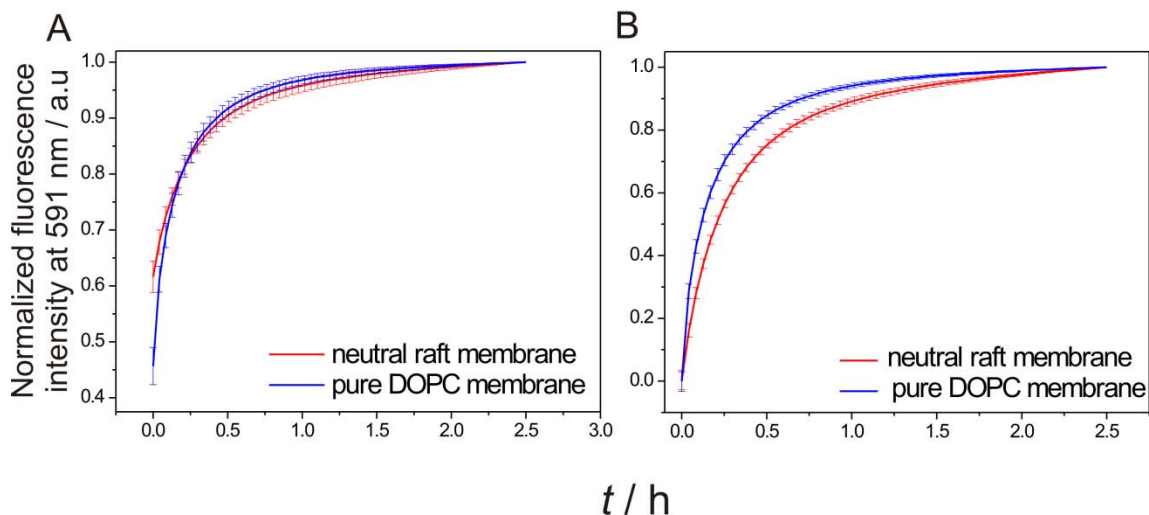 A
B
Normalized fluorescence
intensity at 591 nm / a.u
1.0
0.9
0.8
0.7
0.6
0.5
0.4
0.0
0.5
1.0
1.5
2.0
2.5
3.0
neutral raft membrane
pure DOPC membrane
1.0
0.8
0.6
0.4
0.2
0.0
0.0
0.5
1.0
1.5
2.0
2.5
neutral raft membrane
pure DOPC membrane
t / h